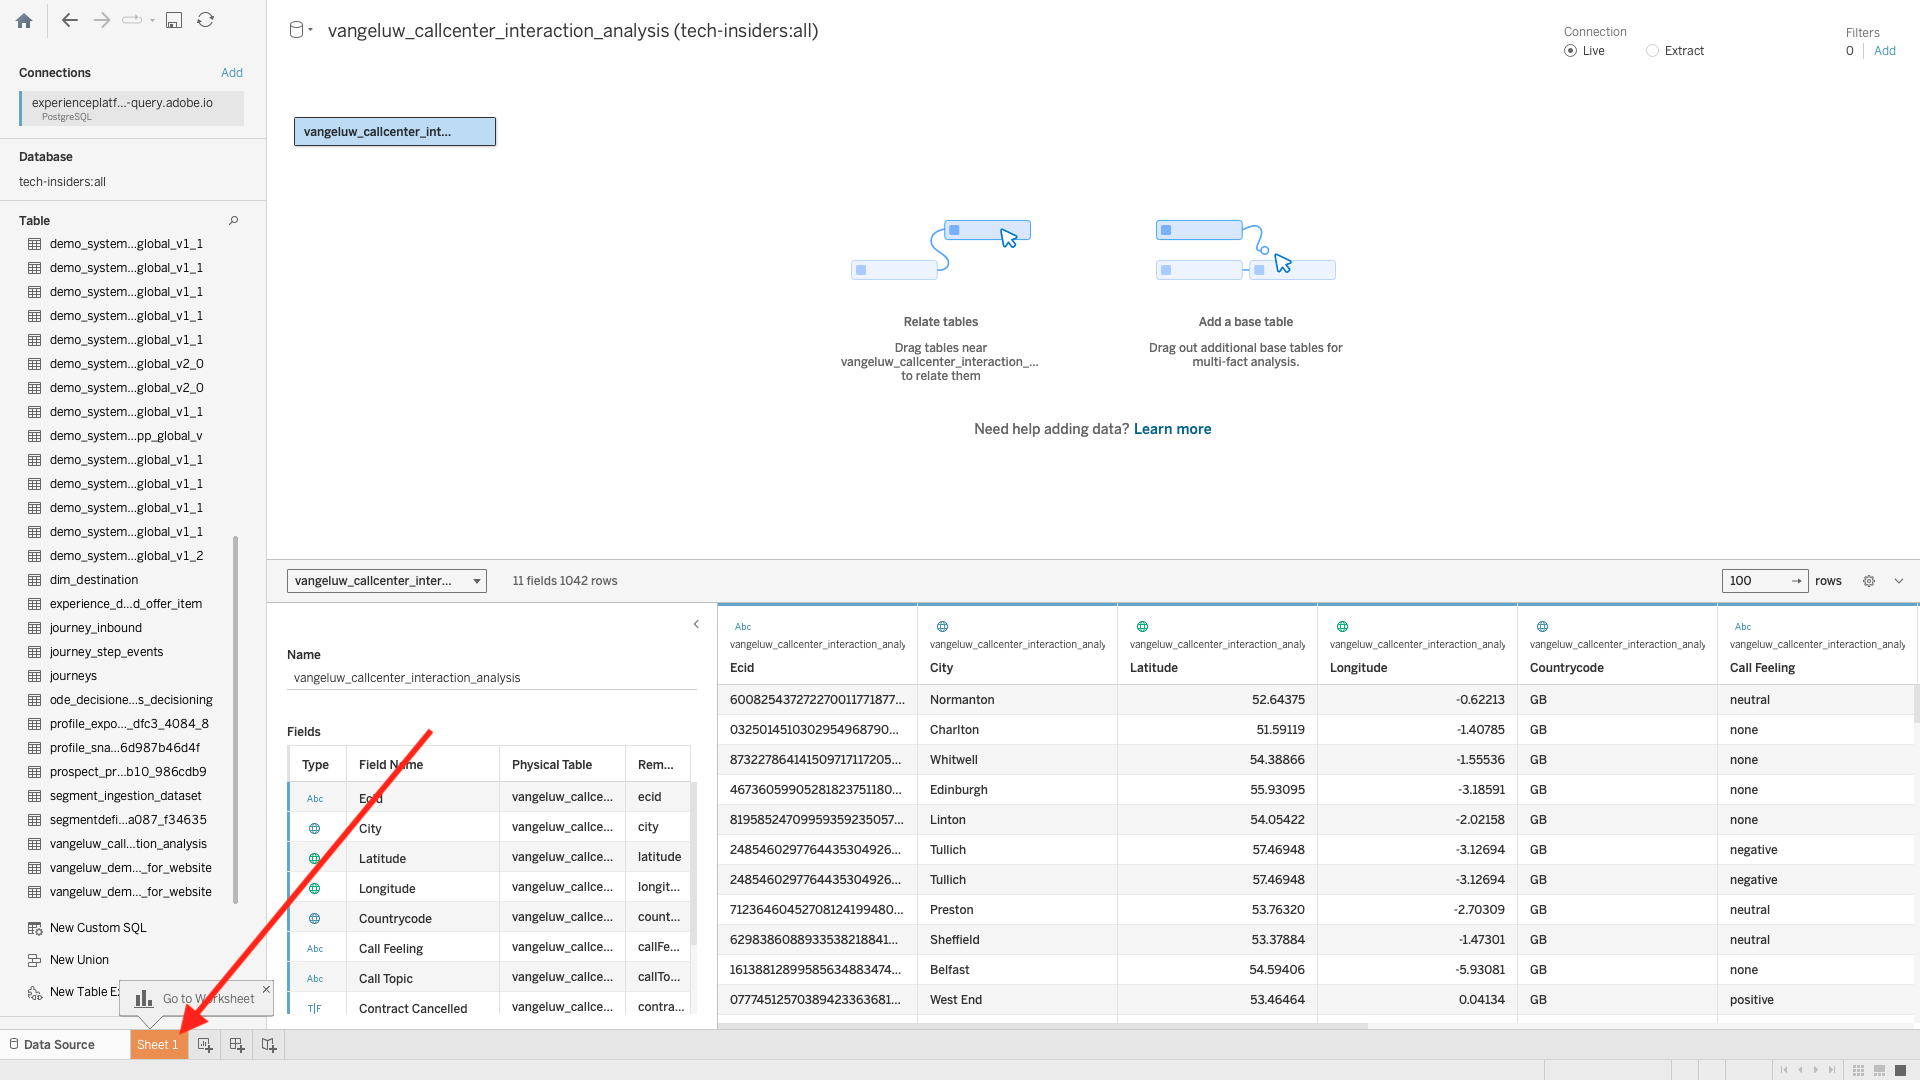 vangeluw_callcenter_interaction_analysis (tech-insiders:all)
Connection
Live
Extract
Filters
0
Add
Connections
Add
experienceplatf...-query.adobe.io
PostgreSQL
Database
tech-insiders:all
Table
demo_system...global_v1_1
demo_system...global_v1_1
demo_system...global_v1_1
demo_system...global_v1_1
demo_system...global_v1_1
demo_system...global_v2_0
demo_system...global_v2_0
demo_system...global_v1_1
demo_system...pp_global_v
demo_system...global_v1_1
demo_system...global_v1_1
demo_system...global_v1_1
demo_system...global_v1_1
demo_system...global_v1_2
dim_destination
experience_d...d_offer_item
journey_inbound
journey_step_events
journeys
ode_decisione...s_decisioning
profile_expo..._dfc3_4084_8
profile_sna...6d987b46d4f
prospect_pr...b10_986cdb9
segment_ingestion_dataset
segmentdefi...a087_f34635
vangeluw_call...tion_analysis
vangeluw_dem..._for_website
vangeluw_dem..._for_website
New Custom SQL
New Union
New Table Ex
Go to Worksheet
vangeluw_callcenter_int...
Relate tables
Drag tables near
vangeluw_callcenter_interaction_...
to relate them
Add a base table
Drag out additional base tables for
multi-fact analysis.
Need help adding data? Learn more
vangeluw_callcenter_inter...
11 fields 1042 rows
100
rows
Name
vangeluw_callcenter_interaction_analysis
Fields
Type Field Name Physical Table Rem...
Abc Ecid vangeluw_callce... ecid
City vangeluw_callce... city
Latitude vangeluw_callce... latitude
Longitude vangeluw_callce... longit...
Countrycode vangeluw_callce... count...
Abc Call Feeling vangeluw_callce... callFe...
Abc Call Topic vangeluw_callce... callTo...
T|F Contract Cancelled vangeluw_callce... contra...
Abc Abc
vangeluw_callcenter_interaction_analy vangeluw_callcenter_interaction_analy vangeluw_callcenter_interaction_analy vangeluw_callcenter_interaction_analy vangeluw_callcenter_interaction_analy vangeluw_callcenter_interaction_analy
Ecid City Latitude Longitude Countrycode Call Feeling
60082543727227001177187​7... Normanton 52.64375 -0.62213 GB neutral
0325014510302954968790... Charlton 51.59119 -1.40785 GB none
873227864141509717117205... Whitwell 54.38866 -1.55536 GB none
46736059905281823751180... Edinburgh 55.93095 -3.18591 GB none
81958524709959359235057... Linton 54.05422 -2.02158 GB none
2485460297764435304926... Tullich 57.46948 -3.12694 GB negative
2485460297764435304926... Tullich 57.46948 -3.12694 GB negative
71236460452708124199480... Preston 53.76320 -2.70309 GB neutral
6298386088933538218841... Sheffield 53.37884 -1.47301 GB neutral
16138812899585634883474... Belfast 54.59406 -5.93081 GB none
07774512570389423363681... West End 53.46464 0.04134 GB positive
Data Source
Sheet 1